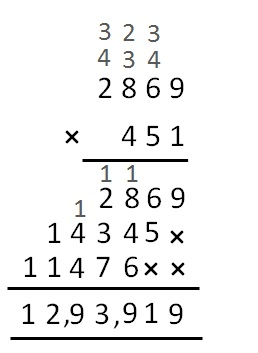 3 2 3
4 3 4
2 8 6 9
× 4 5 1
1 1
2 8 6 9
1
1 4 3 4 5 ×
1 1 4 7 6 × ×
1 2,9 3,9 1 9